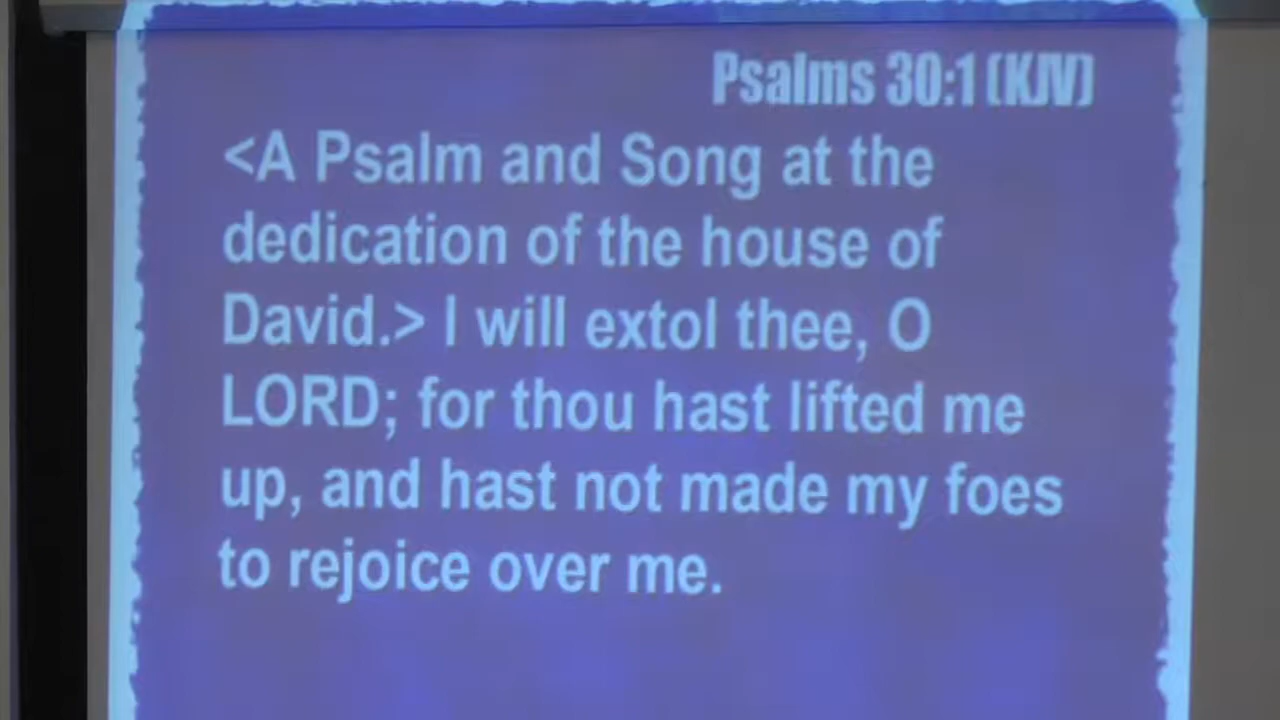 Psalms 30:1 (KJV)
<A Psalm and Song at the
dedication of the house of
David.> I will extol thee, O
LORD; for thou hast lifted me
up, and hast not made my foes
to rejoice over me.